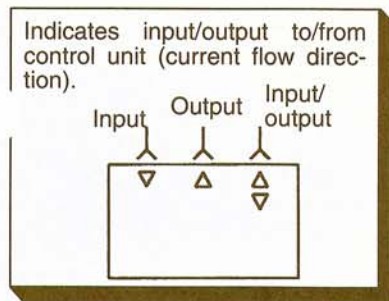 Indicates input/output to/from
control unit (current flow direc-
tion).
Input
Output
Input/
output